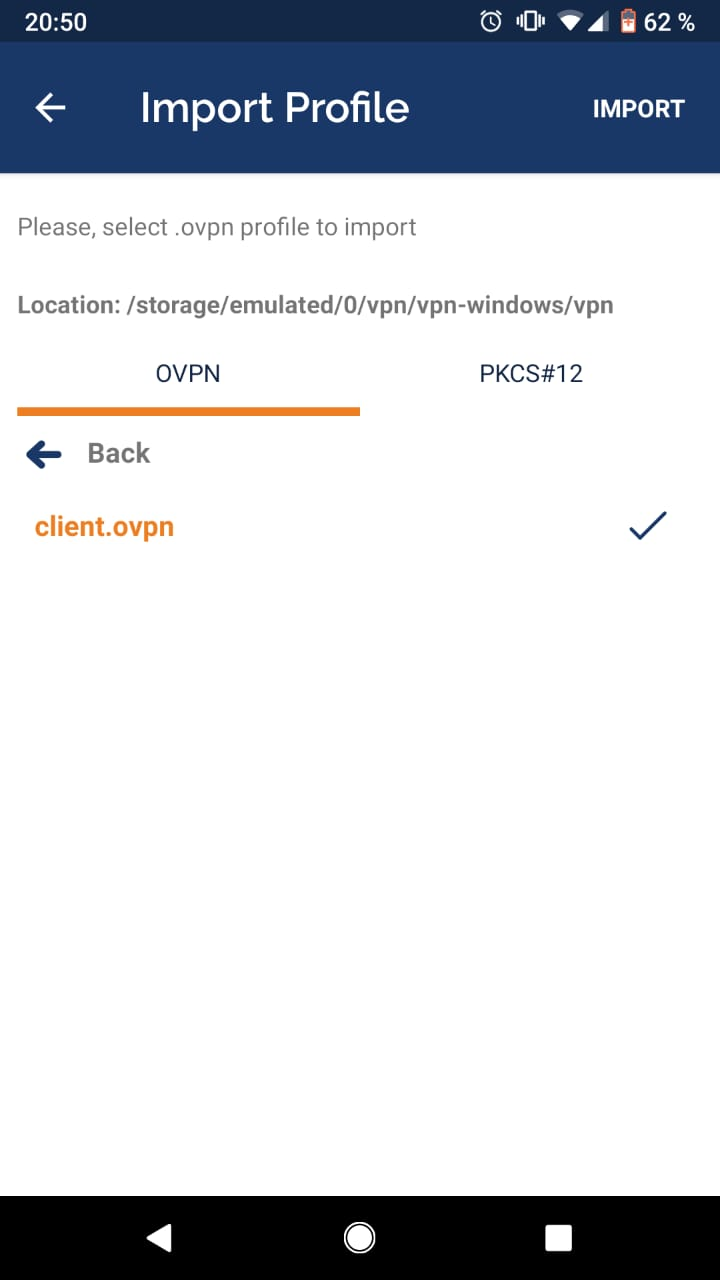 20:50 62 %
Import Profile IMPORT
Please, select .ovpn profile to import
Location: /storage/emulated/0/vpn/vpn-windows/vpn
OVPN PKCS#12
Back
client.ovpn